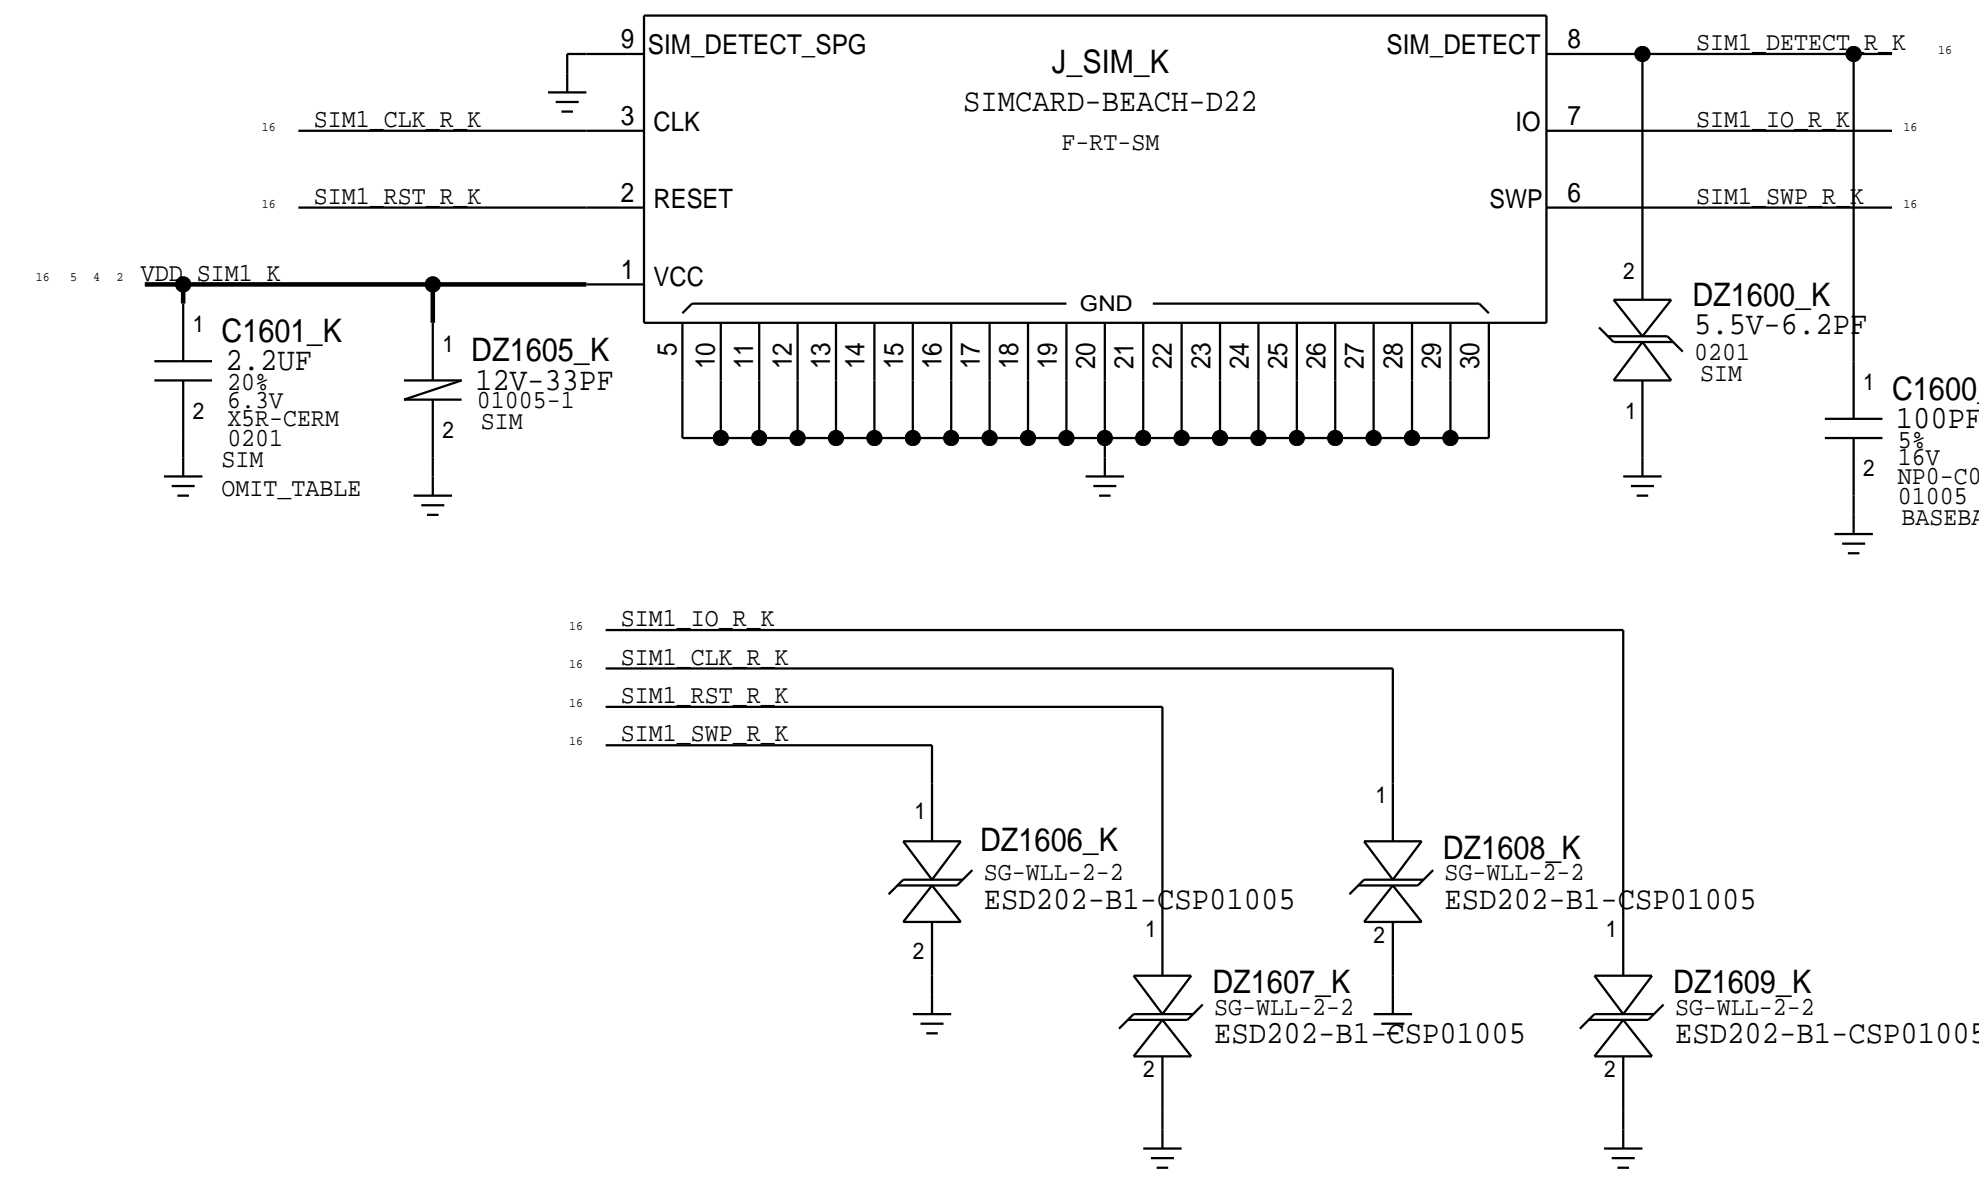 9 SIM_DETECT_SPG
J_SIM_K
SIMCARD-BEACH-D22
F-RT-SM
SIM_DETECT 8 SIM1_DETECT_R_K 16
16 SIM1_CLK_R_K 3 CLK
IO 7 SIM1_IO_R_K 16
16 SIM1_RST_R_K 2 RESET
SWP 6 SIM1_SWP_R_K 16
16 5 4 2 VDD_SIM1_K 1 VCC
GND
5 10 11 12 13 14 15 16 17 18 19 20 21 22 23 24 25 26 27 28 29 30
1
C1601_K
2.2UF
20%
6.3V
X5R-CERM
0201
SIM
OMIT_TABLE
2
1
DZ1605_K
12V-33PF
01005-1
SIM
2
2
DZ1600_K
5.5V-6.2PF
0201
SIM
1
1
C1600_
100PF
5%
16V
NP0-C0
01005
BASEBA
2
16 SIM1_IO_R_K
16 SIM1_CLK_R_K
16 SIM1_RST_R_K
16 SIM1_SWP_R_K
1
DZ1606_K
SG-WLL-2-2
ESD202-B1-CSP01005
2
1
DZ1608_K
SG-WLL-2-2
ESD202-B1-CSP01005
2
1
DZ1607_K
SG-WLL-2-2
ESD202-B1-CSP01005
2
1
DZ1609_K
SG-WLL-2-2
ESD202-B1-CSP01005
2